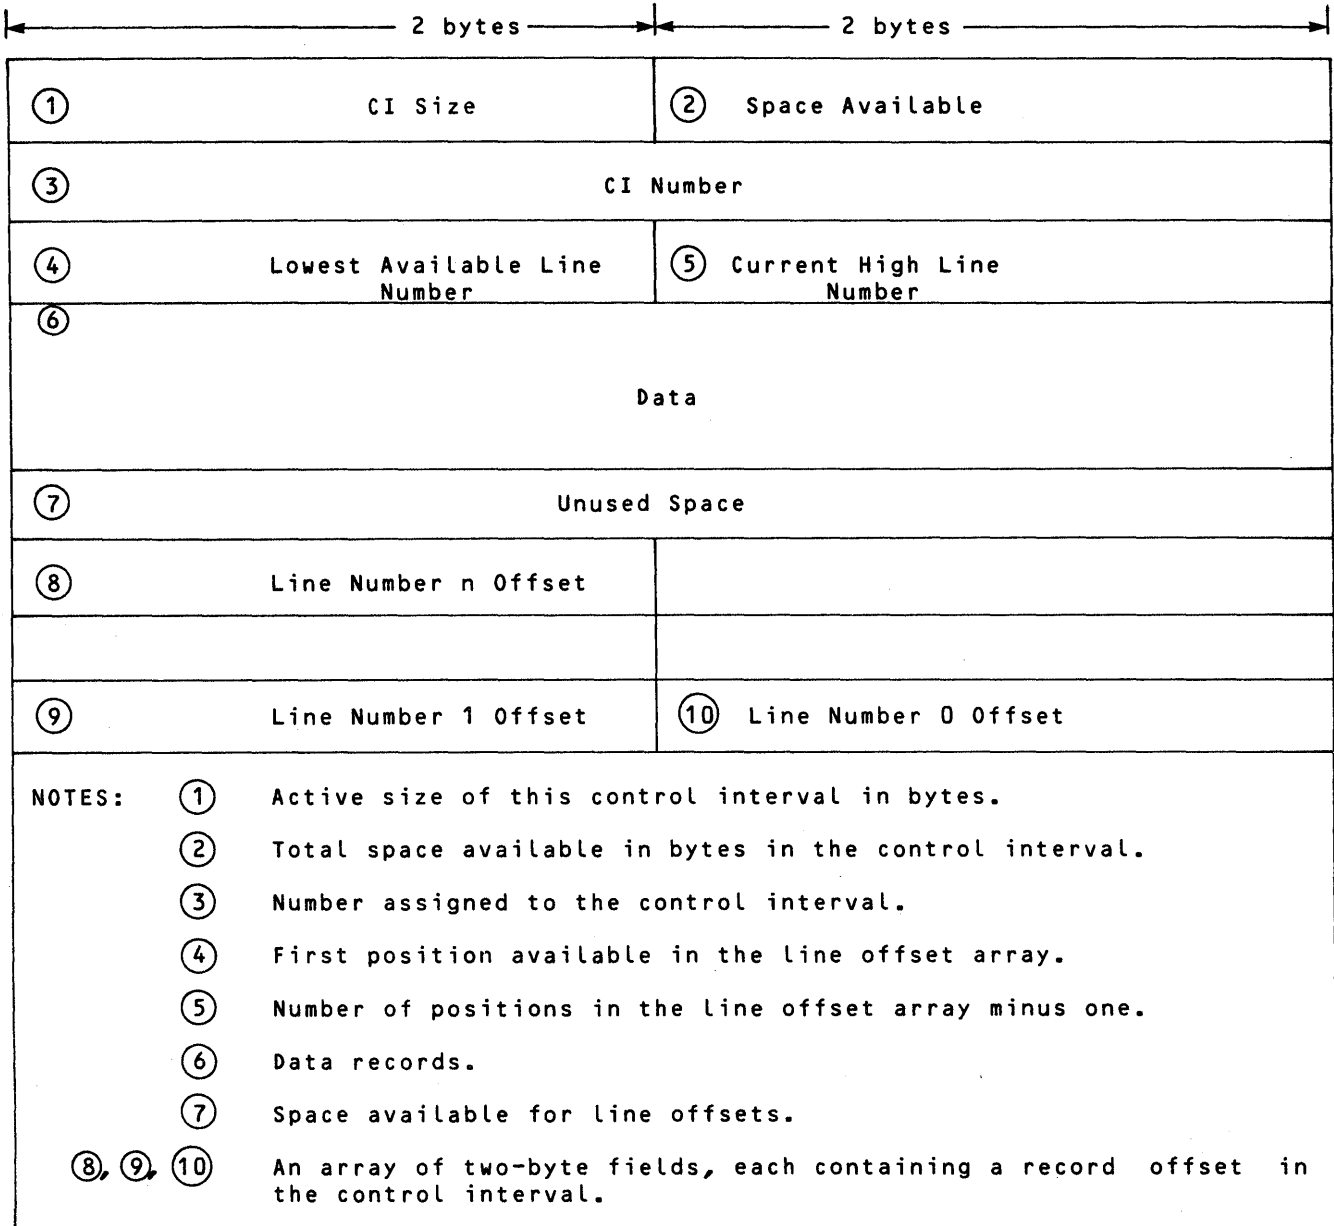 2 bytes 2 bytes
① CI Size ② Space Available
③ CI Number
④ Lowest Available Line ⑤ Current High Line
Number Number
⑥
Data
⑦ Unused Space
⑧ Line Number n Offset
⑨ Line Number 1 Offset ⑩ Line Number 0 Offset
NOTES: ① Active size of this control interval in bytes.
② Total space available in bytes in the control interval.
③ Number assigned to the control interval.
④ First position available in the line offset array.
⑤ Number of positions in the line offset array minus one.
⑥ Data records.
⑦ Space available for line offsets.
⑧, ⑨, ⑩ An array of two-byte fields, each containing a record offset in
the control interval.